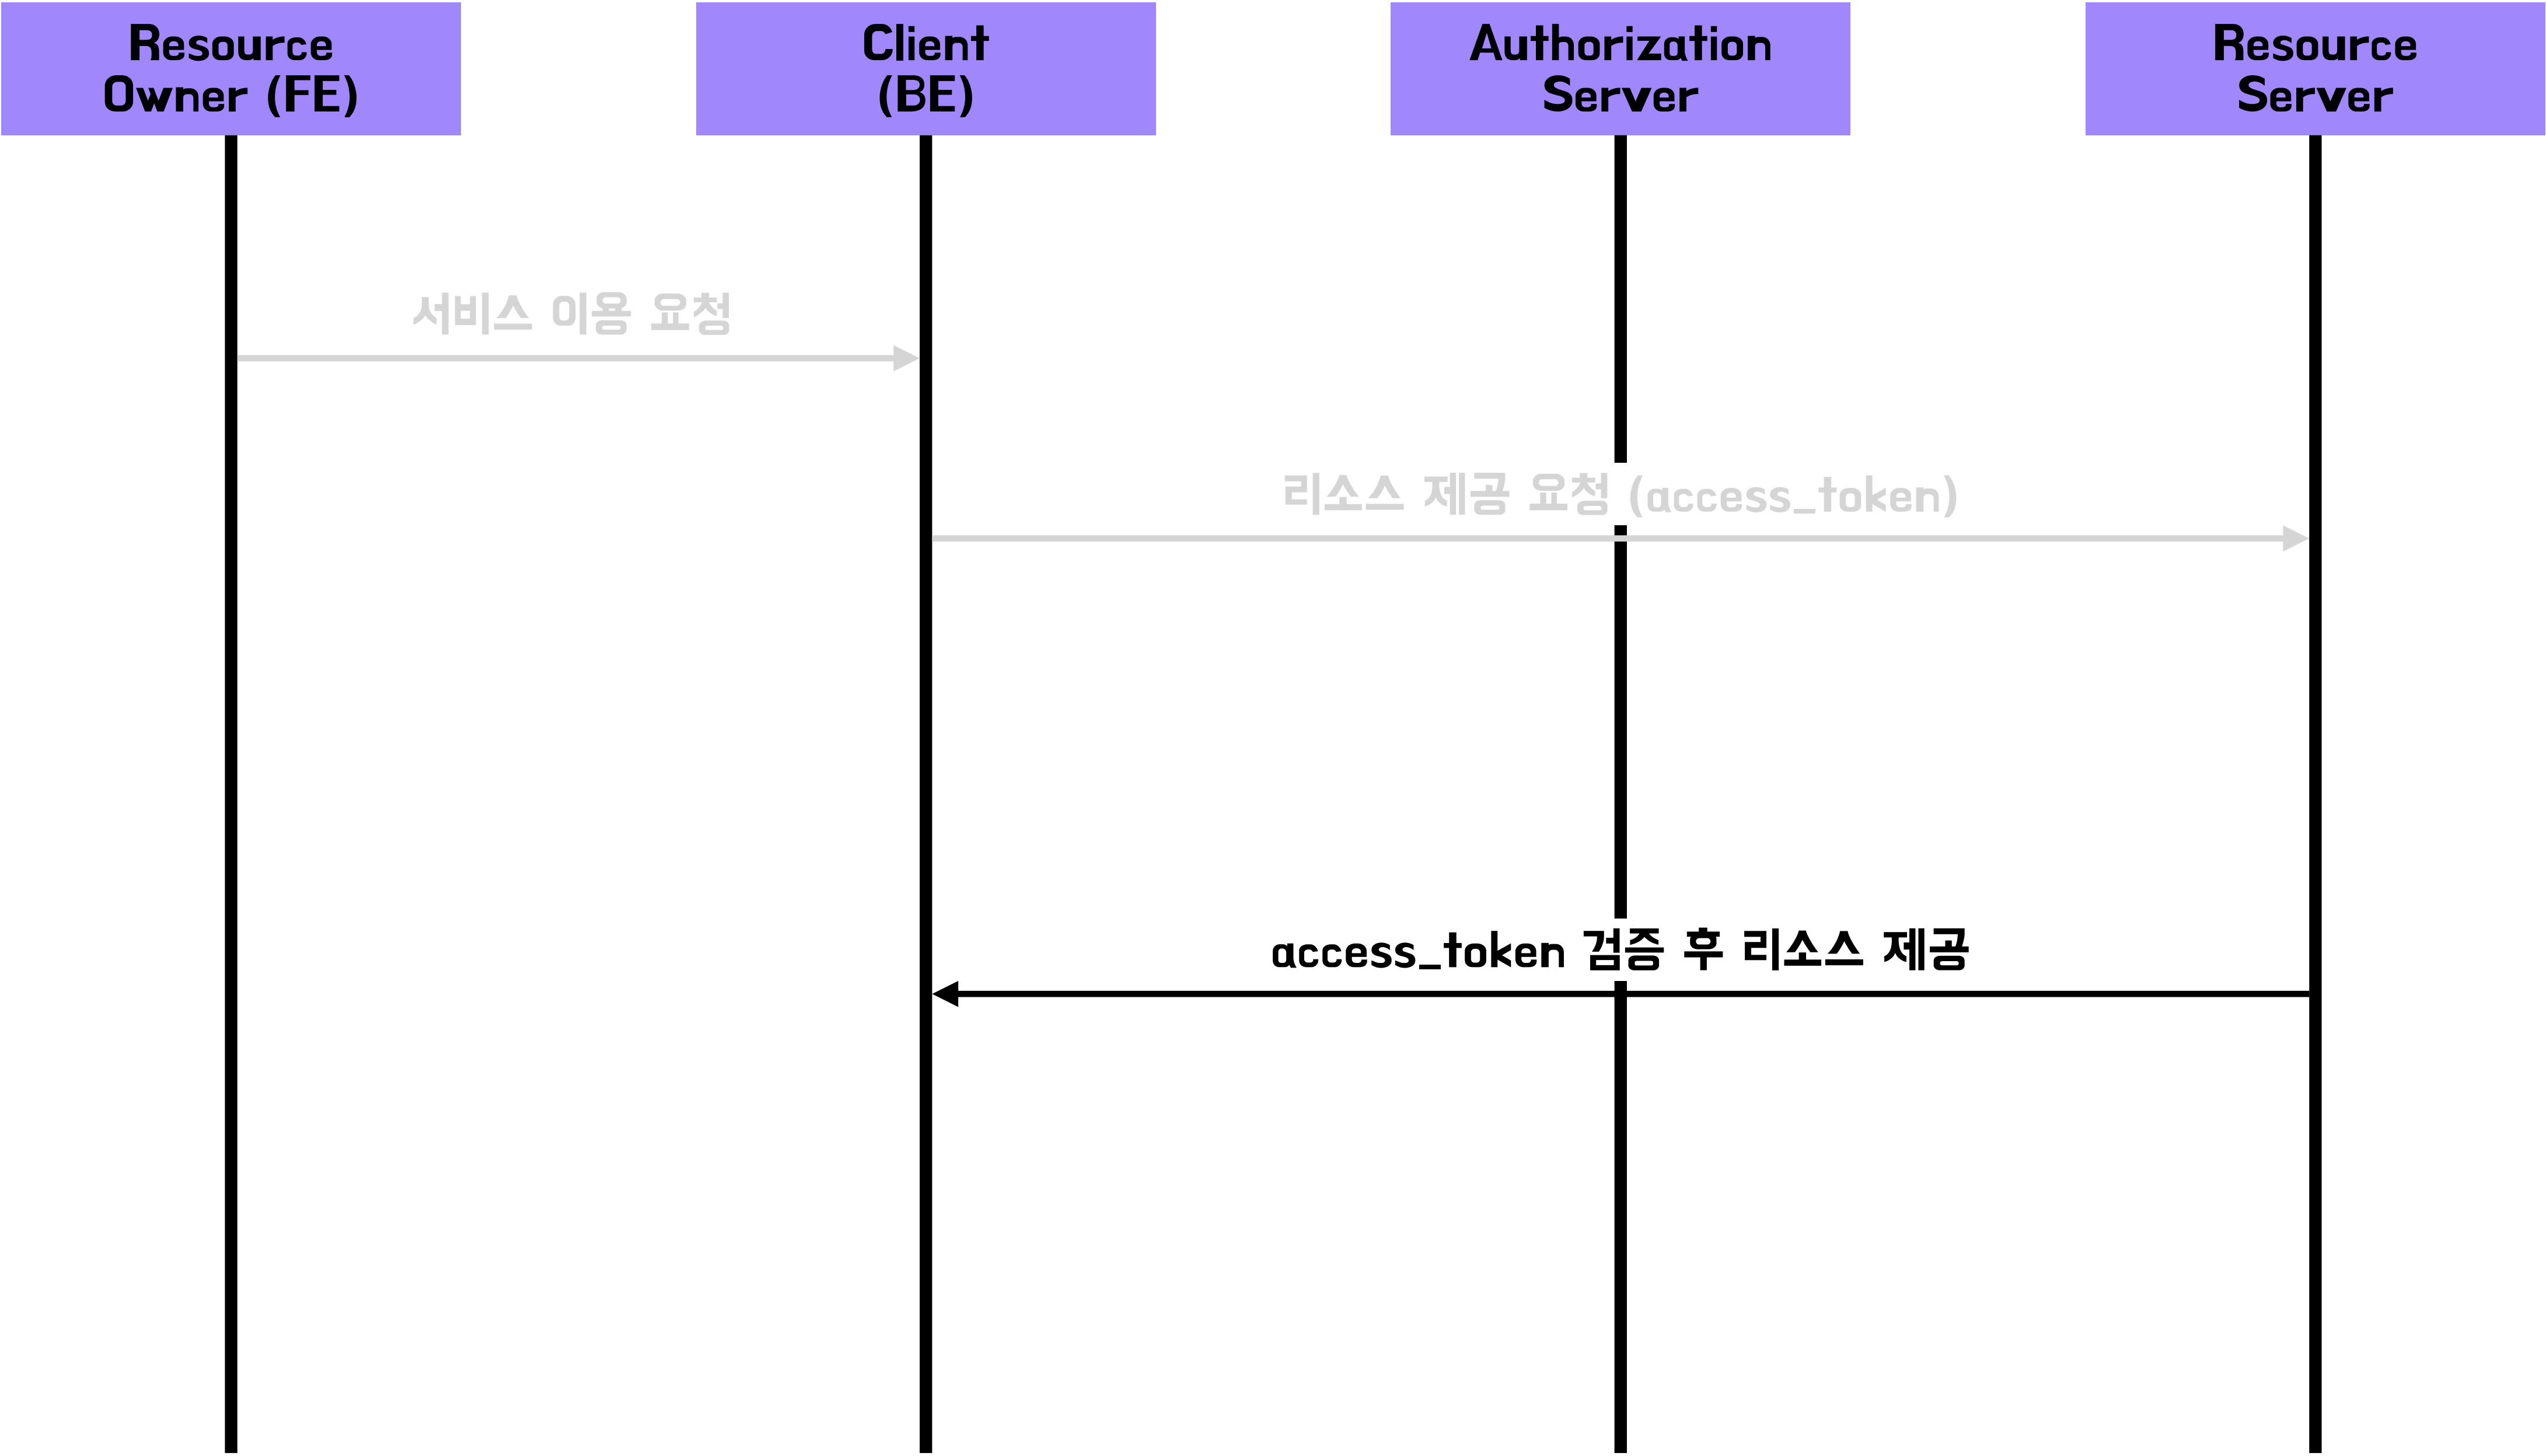 Resource
Owner (FE)
Client
(BE)
Authorization
Server
Resource
Server
서비스 이용 요청
리소스 제공 요청 (access_token)
access_token 검증 후 리소스 제공